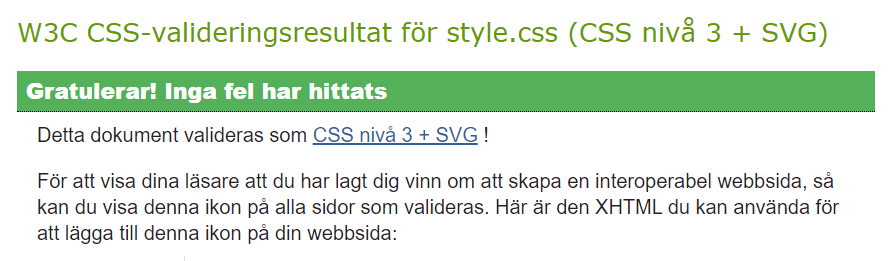 W3C CSS-valideringsresultat för style.css (CSS nivå 3 + SVG)
Gratulerar! Inga fel har hittats
Detta dokument valideras som CSS nivå 3 + SVG !
För att visa dina läsare att du har lagt dig vinn om att skapa en interoperabel webbsida, så
kan du visa denna ikon på alla sidor som valideras. Här är den XHTML du kan använda för
att lägga till denna ikon på din webbsida: